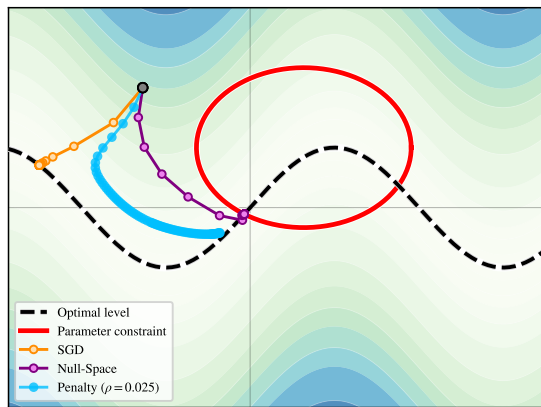 Optimal level
Parameter constraint
SGD
Null-Space
Penalty (ρ = 0.025)